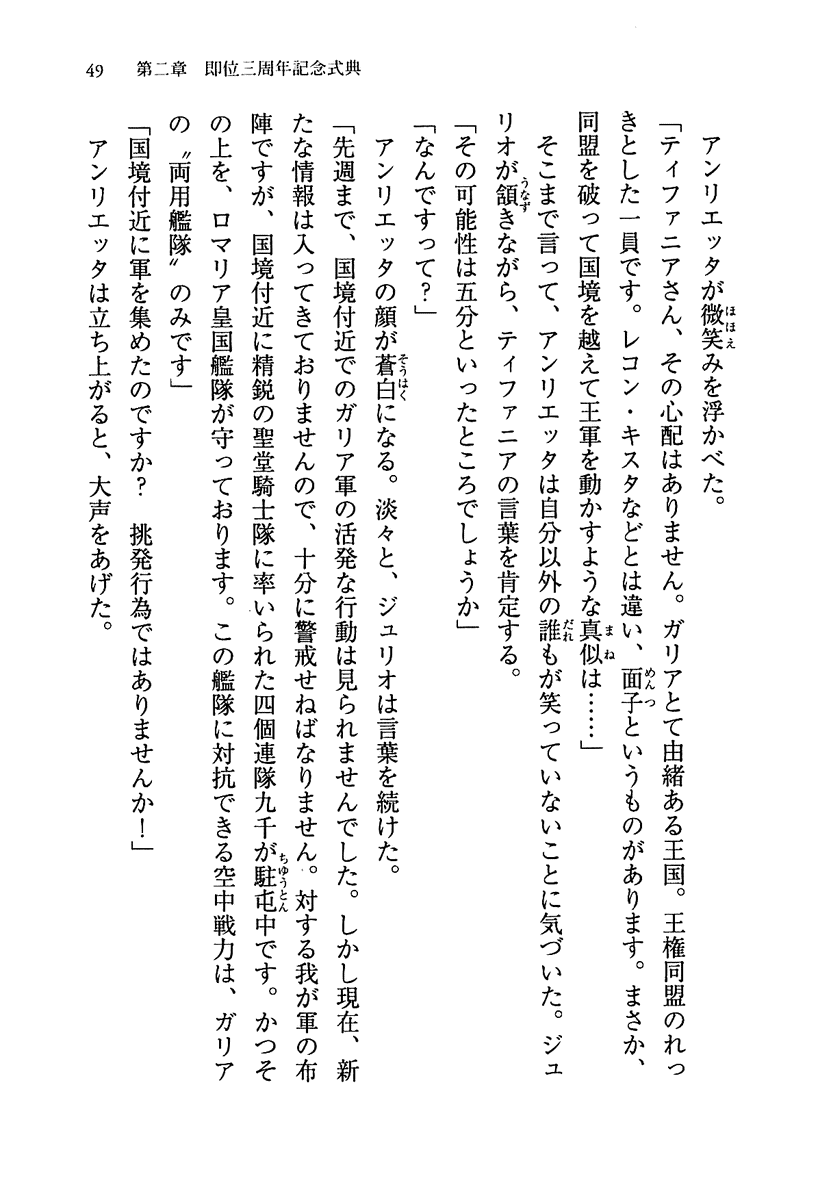 49　第二章　即位三周年記念式典
　アンリエッタが微笑みを浮かべた。
「ティファニアさん、その心配はありません。ガリアとて由緒ある王国。王権同盟のれっ
きとした一員です。レコン・キスタなどとは違い、面子というものがあります。まさか、
同盟を破って国境を越えて王軍を動かすような真似は……」
　そこまで言って、アンリエッタは自分以外の誰もが笑っていないことに気づいた。ジュ
リオが頷きながら、ティファニアの言葉を肯定する。
「その可能性は五分といったところでしょうか」
「なんですって？」
　アンリエッタの顔が蒼白になる。淡々と、ジュリオは言葉を続けた。
「先週まで、国境付近でのガリア軍の活発な行動は見られませんでした。しかし現在、新
たな情報は入ってきておりませんので、十分に警戒せねばなりません。対する我が軍の布
陣ですが、国境付近に精鋭の聖堂騎士隊に率いられた四個連隊九千が駐屯中です。かつそ
の上を、ロマリア皇国艦隊が守っております。この艦隊に対抗できる空中戦力は、ガリア
の〝両用艦隊〟のみです」
「国境付近に軍を集めたのですか？　挑発行為ではありませんか！」
　アンリエッタは立ち上がると、大声をあげた。